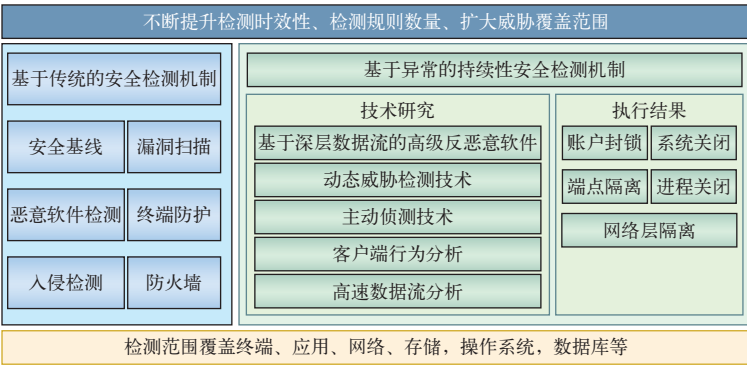 不断提升检测时效性、检测规则数量、扩大威胁覆盖范围
基于传统的安全检测机制
安全基线
漏洞扫描
恶意软件检测
终端防护
入侵检测
防火墙
基于异常的持续性安全检测机制
技术研究
基于深层数据流的高级反恶意软件
动态威胁检测技术
主动侦测技术
客户端行为分析
高速数据流分析
执行结果
账户封锁
系统关闭
端点隔离
进程关闭
网络层隔离
检测范围覆盖终端、应用、网络、存储，操作系统，数据库等